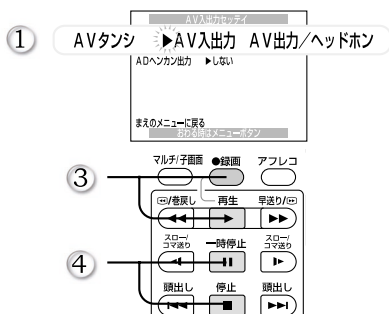 AV入出力セッテイ
① AVタンシ ▶AV入出力 AV出力/ヘッドホン
ADヘンカン出力 ▶しない
まえのメニューに戻る
おわる時はメニューボタン
マルチ/子画面 ●録画 アフレコ
③
/巻戻し 再生 早送り/
スロー/コマ送り 一時停止 スロー/コマ送り
④
頭出し 停止 頭出し